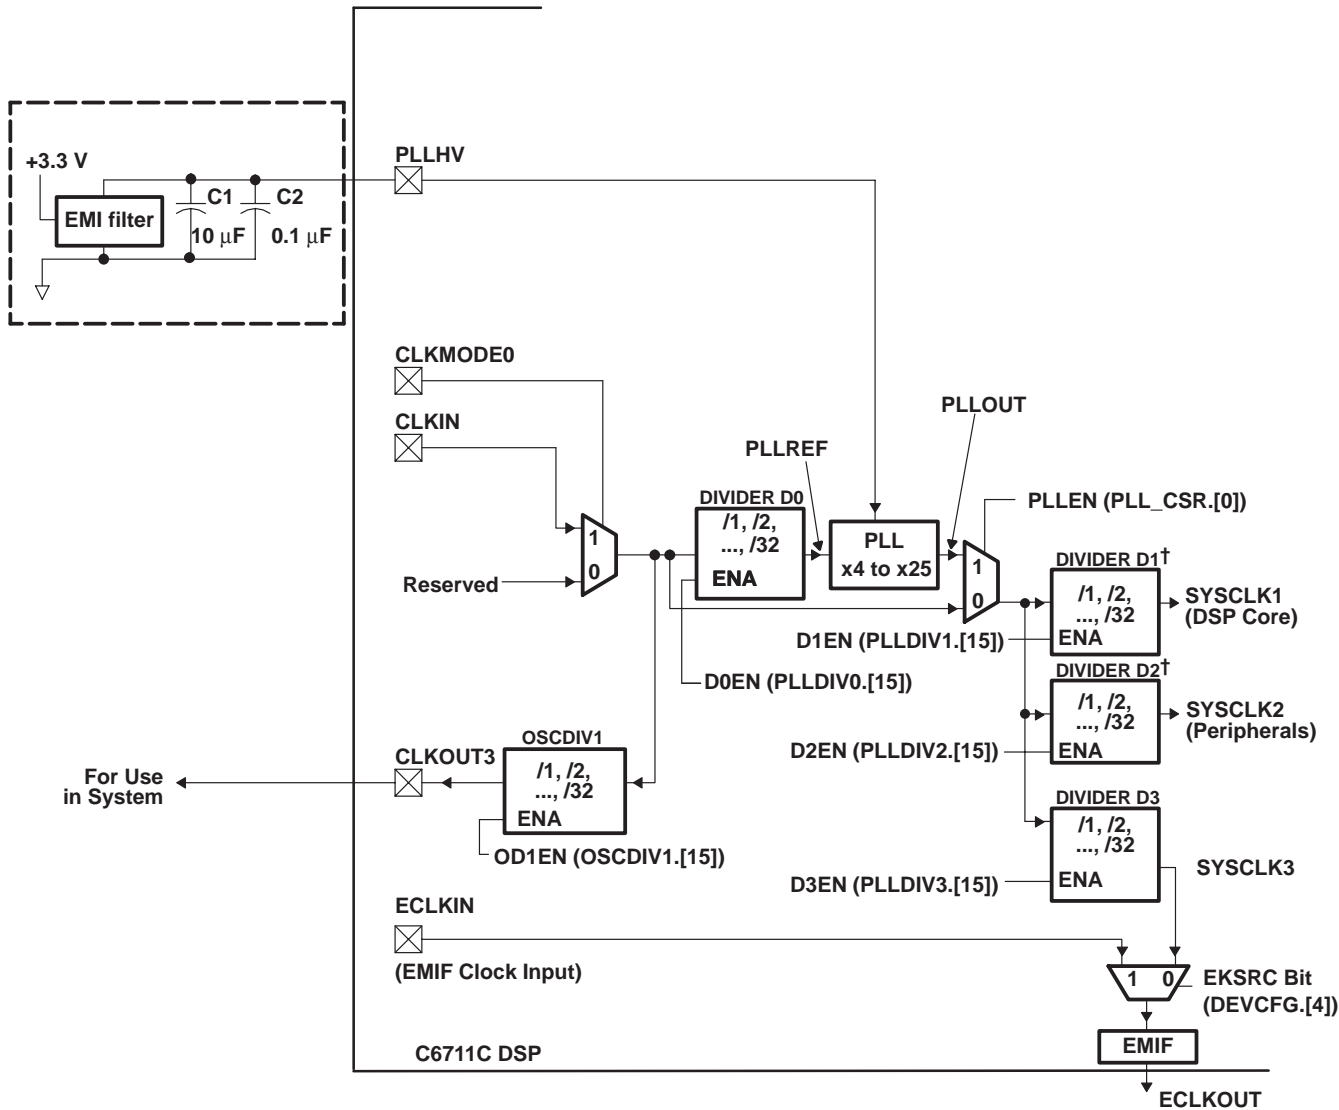 +3.3 V
EMI filter
C1
C2
10 μF
0.1 μF
PLLHV
CLKMODE0
CLKIN
Reserved
1
0
DIVIDER D0
/1, /2,
..., /32
ENA
PLLREF
PLL
x4 to x25
PLLOUT
PLLEN (PLL_CSR.[0])
1
0
DIVIDER D1†
/1, /2,
..., /32
ENA
SYSCLK1
(DSP Core)
D1EN (PLLDIV1.[15])
D0EN (PLLDIV0.[15])
DIVIDER D2†
/1, /2,
..., /32
ENA
SYSCLK2
(Peripherals)
D2EN (PLLDIV2.[15])
For Use
in System
CLKOUT3
OSCDIV1
/1, /2,
..., /32
ENA
OD1EN (OSCDIV1.[15])
DIVIDER D3
/1, /2,
..., /32
ENA
SYSCLK3
D3EN (PLLDIV3.[15])
ECLKIN
(EMIF Clock Input)
1 0
EKSRC Bit
(DEVCFG.[4])
EMIF
C6711C DSP
ECLKOUT